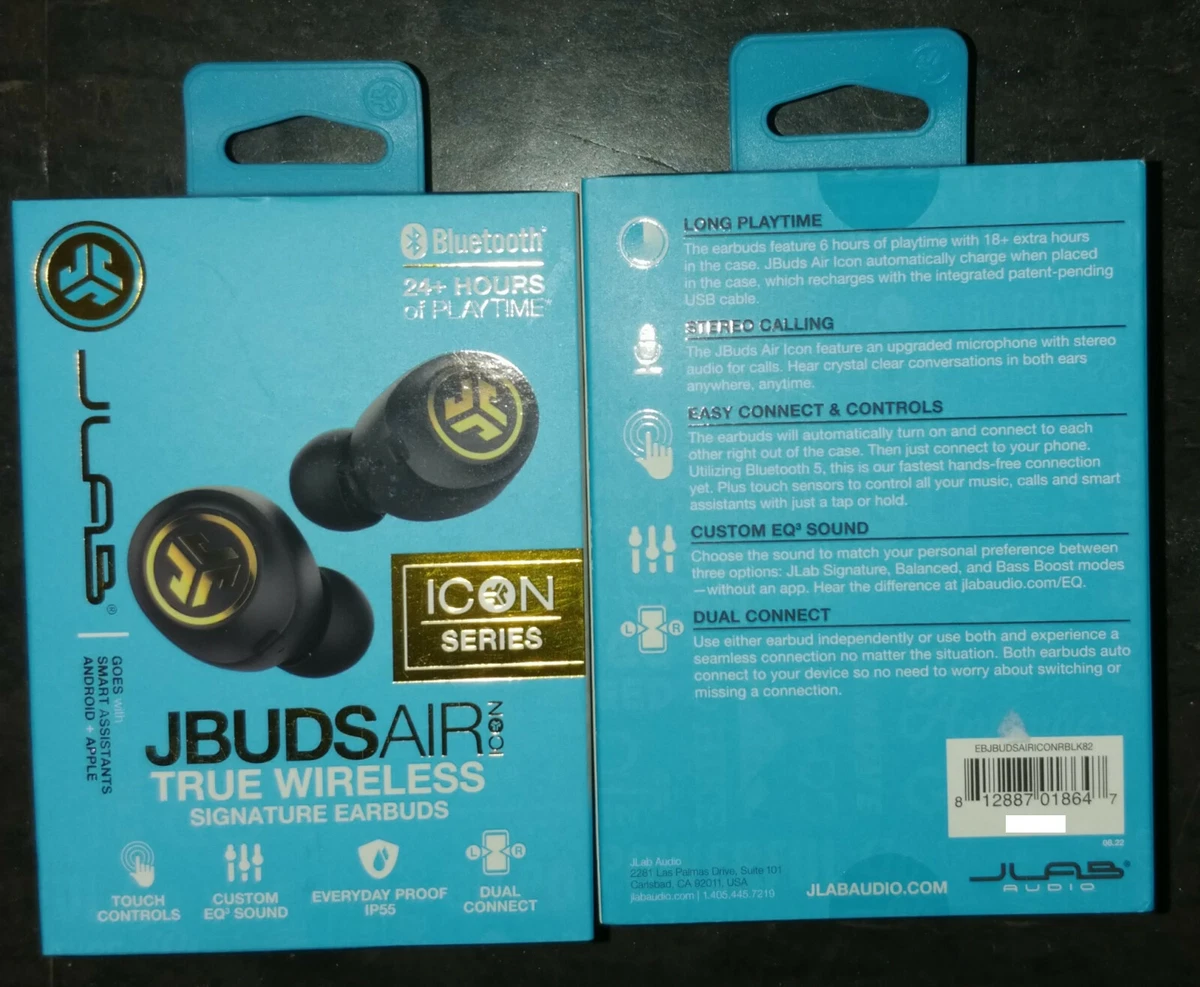 Bluetooth®
24+ HOURS
of PLAYTIME*
JLAB®
GOES with
SMART ASSISTANTS
ANDROID + APPLE
ICON
SERIES
JBUDSAIR ICON
TRUE WIRELESS
SIGNATURE EARBUDS
TOUCH
CONTROLS
CUSTOM
EQ³ SOUND
EVERYDAY PROOF
IP55
L R
DUAL
CONNECT
LONG PLAYTIME
The earbuds feature 6 hours of playtime with 18+ extra hours
in the case. JBuds Air Icon automatically charge when placed
in the case, which recharges with the integrated patent-pending
USB cable.
STEREO CALLING
The JBuds Air Icon feature an upgraded microphone with stereo
audio for calls. Hear crystal clear conversations in both ears
anywhere, anytime.
EASY CONNECT & CONTROLS
The earbuds will automatically turn on and connect to each
other right out of the case. Then just connect to your phone.
Utilizing Bluetooth 5, this is our fastest hands-free connection
yet. Plus touch sensors to control all your music, calls and smart
assistants with just a tap or hold.
CUSTOM EQ³ SOUND
Choose the sound to match your personal preference between
three options: JLab Signature, Balanced, and Bass Boost modes
—without an app. Hear the difference at jlabaudio.com/EQ.
L R
DUAL CONNECT
Use either earbud independently or use both and experience a
seamless connection no matter the situation. Both earbuds auto
connect to your device so no need to worry about switching or
missing a connection.
EBJBUDSAIRICONRBLK82
8 12887 01864 7
06.22
JLab Audio
2281 Las Palmas Drive, Suite 101
Carlsbad, CA 92011, USA
jlabaudio.com | 1.405.445.7219
JLABAUDIO.COM
JLAB®
AUDIO